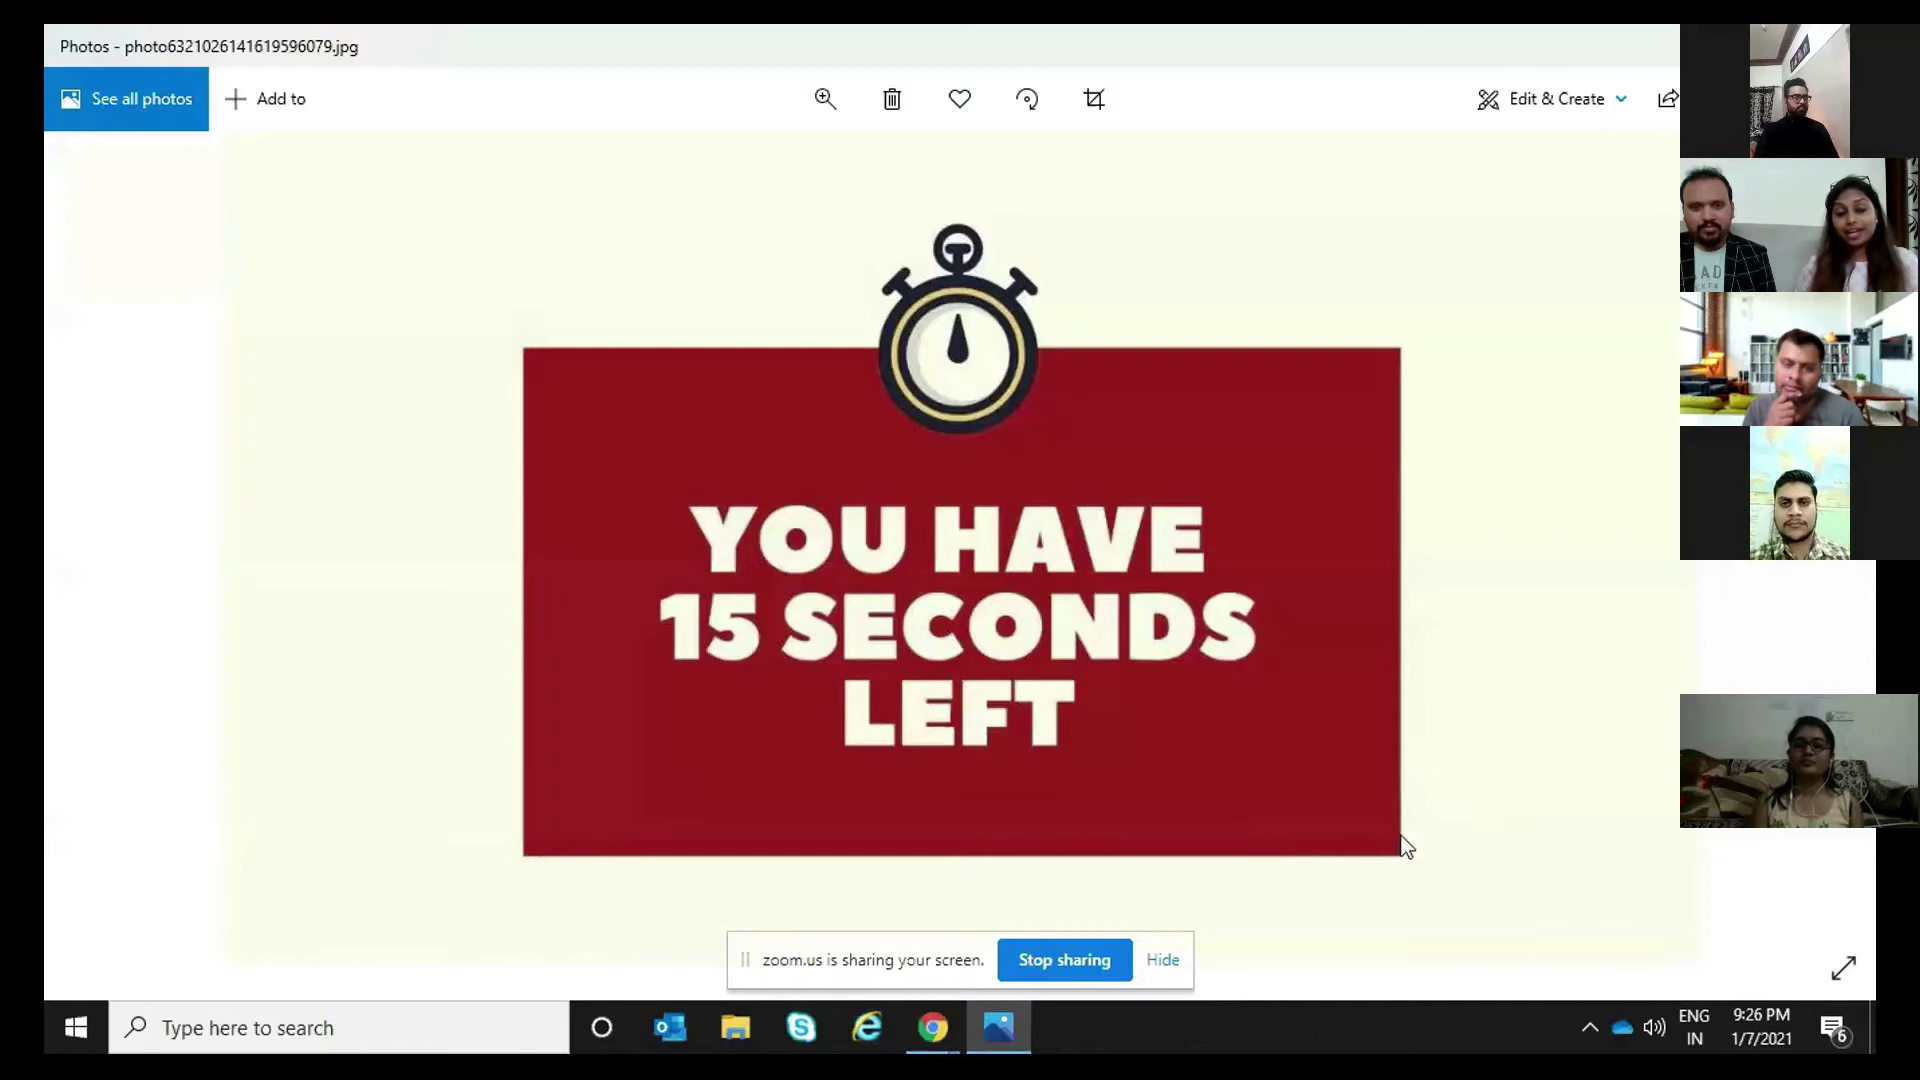 Photos - photo6321026141619596079.jpg
See all photos
Add to
Edit & Create
YOU HAVE
15 SECONDS
LEFT
zoom.us is sharing your screen.
Stop sharing
Hide
Type here to search
ENG
IN
9:26 PM
1/7/2021
6